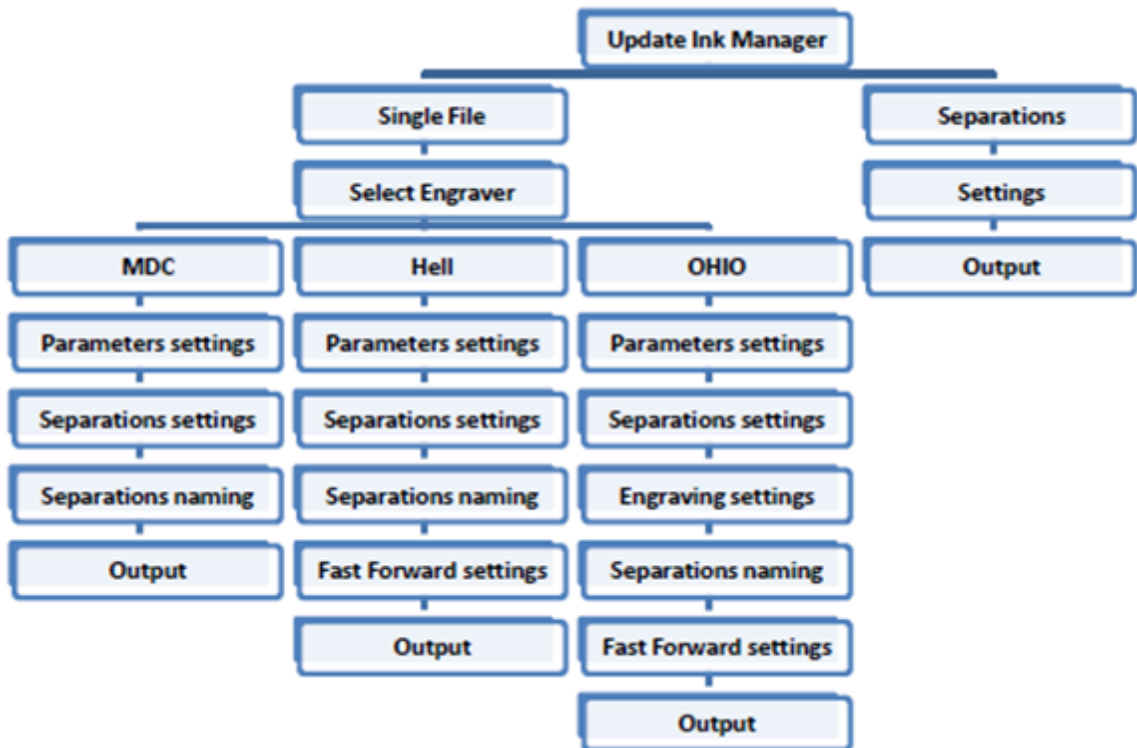 Update Ink Manager
Single File
Separations
Select Engraver
Settings
MDC
Hell
OHIO
Output
Parameters settings
Parameters settings
Parameters settings
Separations settings
Separations settings
Separations settings
Separations naming
Separations naming
Engraving settings
Output
Fast Forward settings
Separations naming
Output
Fast Forward settings
Output